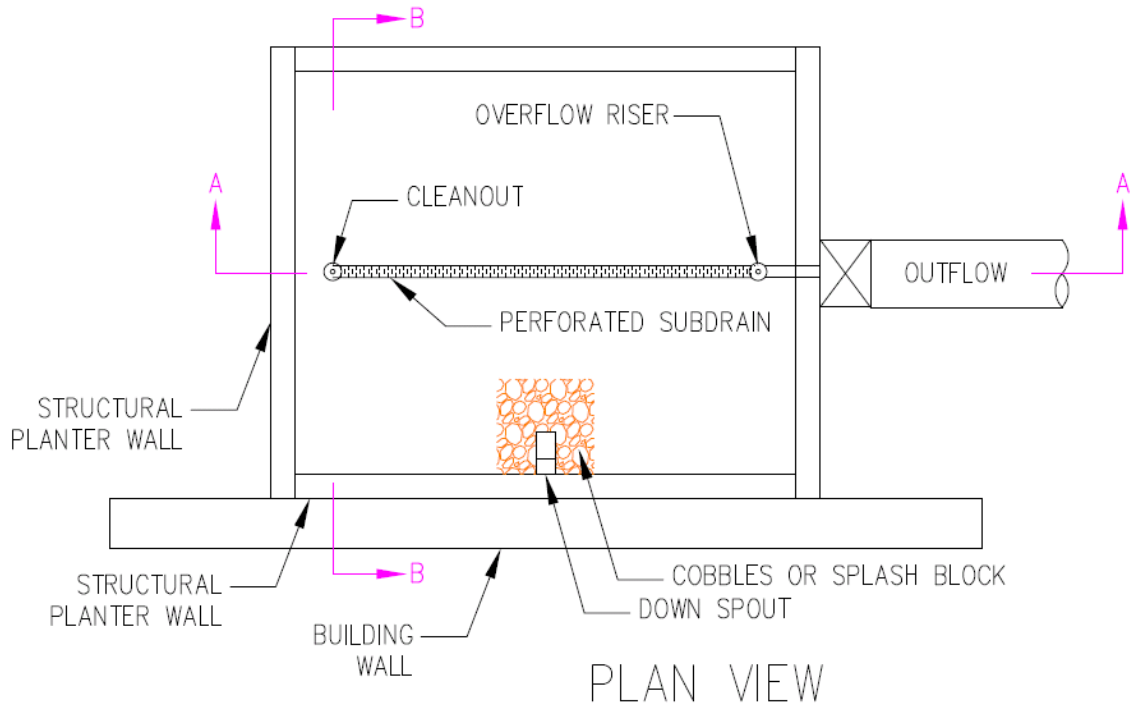 B
OVERFLOW RISER
A
A
CLEANOUT
OUTFLOW
PERFORATED SUBDRAIN
STRUCTURAL
PLANTER WALL
B
COBBLES OR SPLASH BLOCK
STRUCTURAL
PLANTER WALL
DOWN SPOUT
BUILDING
WALL
PLAN VIEW